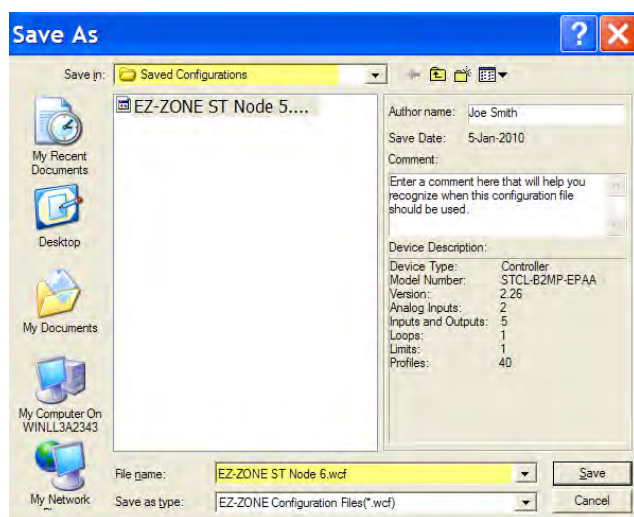 Save As
Save in: Saved Configurations
My Recent Documents
Desktop
My Documents
My Computer On WINLL3A2343
My Network
EZ-ZONE ST Node 5....
Author name: Joe Smith
Save Date: 5-Jan-2010
Comment:
Enter a comment here that will help you
recognize when this configuration file
should be used.
Device Description:
Device Type: Controller
Model Number: STCL-B2MP-EPAA
Version: 2.26
Analog Inputs: 2
Inputs and Outputs: 5
Loops: 1
Limits: 1
Profiles: 40
File name: EZ-ZONE ST Node 6.wcf Save
Save as type: EZ-ZONE Configuration Files(*.wcf) Cancel